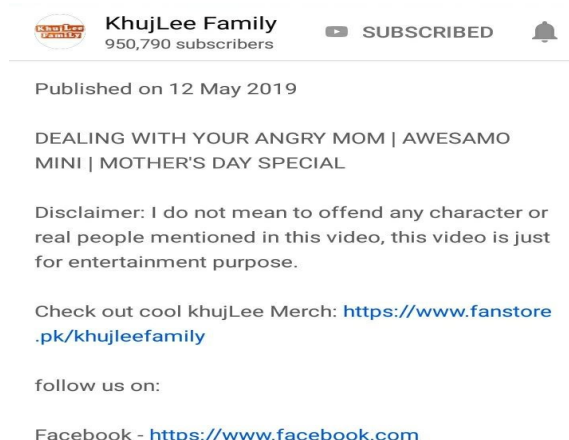 KhujLee
FamiLy
KhujLee Family
950,790 subscribers
SUBSCRIBED
Published on 12 May 2019
DEALING WITH YOUR ANGRY MOM | AWESAMO
MINI | MOTHER'S DAY SPECIAL
Disclaimer: I do not mean to offend any character or
real people mentioned in this video, this video is just
for entertainment purpose.
Check out cool khujLee Merch: https://www.fanstore
.pk/khujleefamily
follow us on:
Facebook - https://www.facebook.com